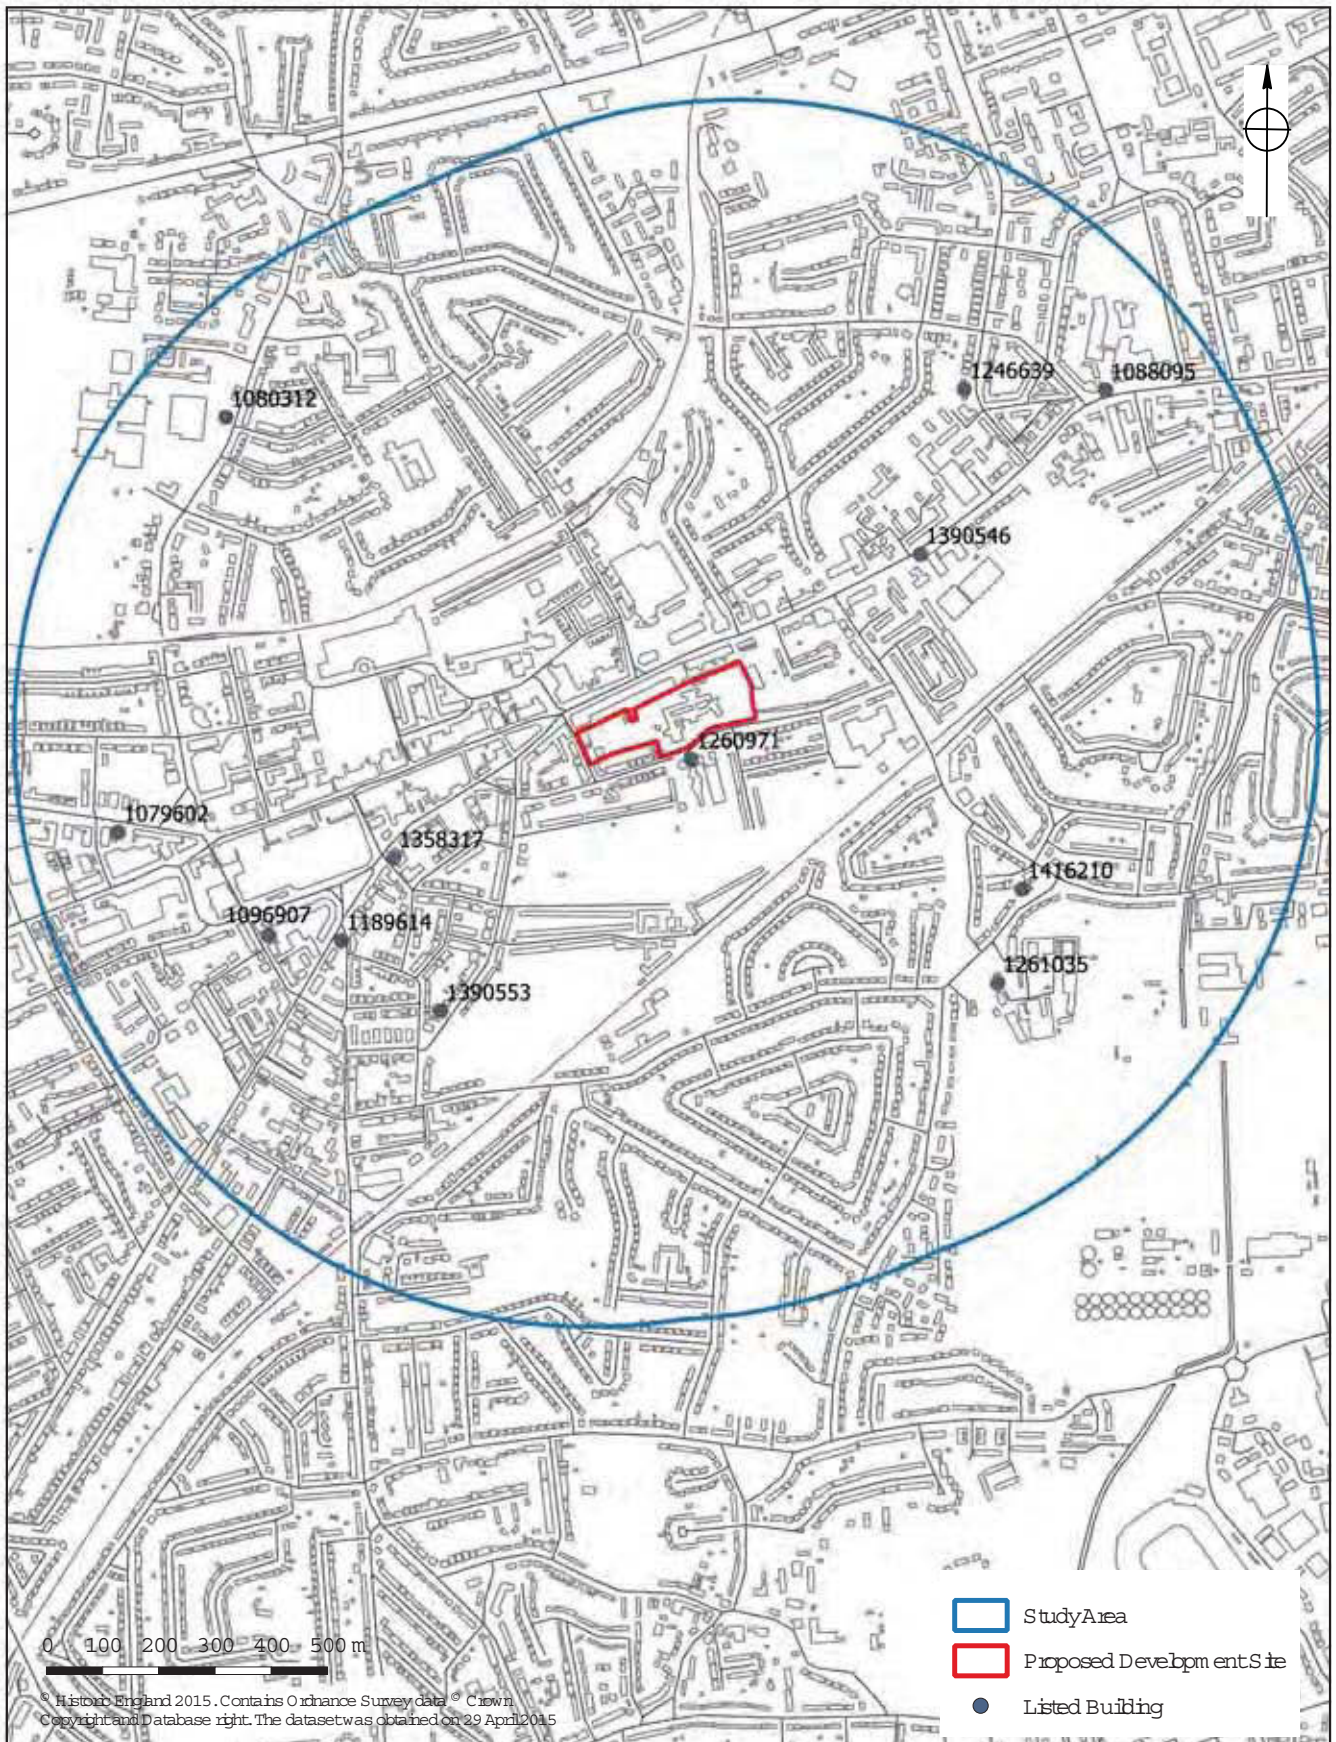 1246639
1088095
1080312
1390546
1260971
1079602
1358317
1416210
1096907
1189614
1261035
1390553
Study Area
Proposed Development Site
Listed Building
0 100 200 300 400 500 m
© Historic England 2015. Contains Ordnance Survey data © Crown
Copyright and Database right. The dataset was obtained on 29 April 2015